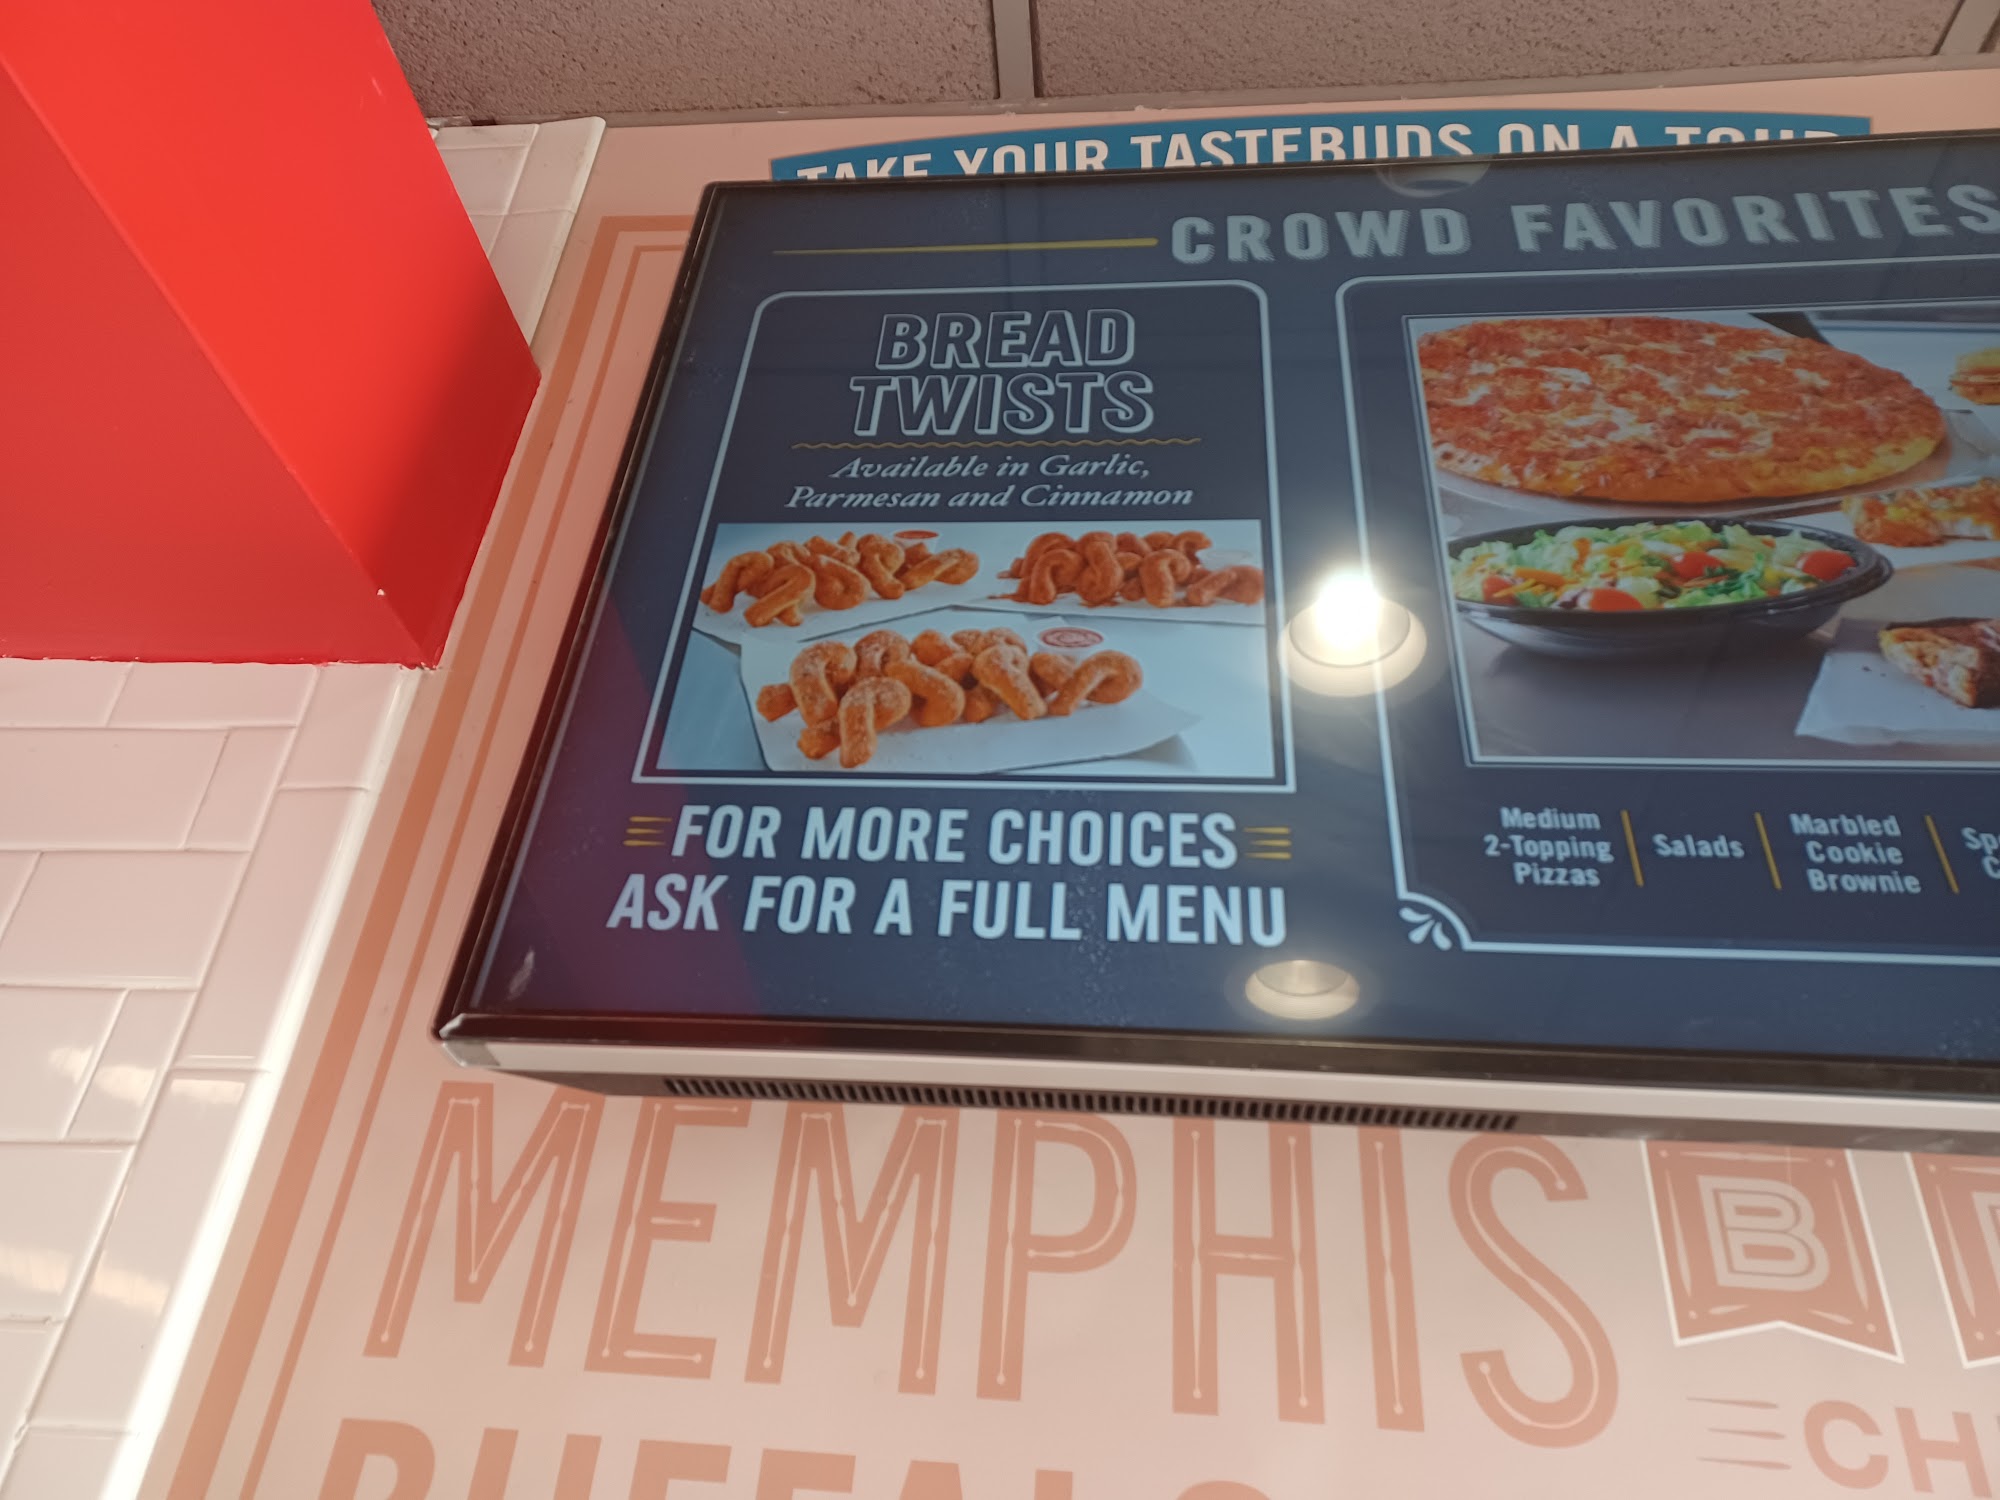 TAKE YOUR TASTEBUDS ON A TOUR
CROWD FAVORITES
BREAD
TWISTS
Available in Garlic,
Parmesan and Cinnamon
FOR MORE CHOICES
ASK FOR A FULL MENU
Medium
2-Topping
Pizzas
Salads
Marbled
Cookie
Brownie
MEMPHIS
B